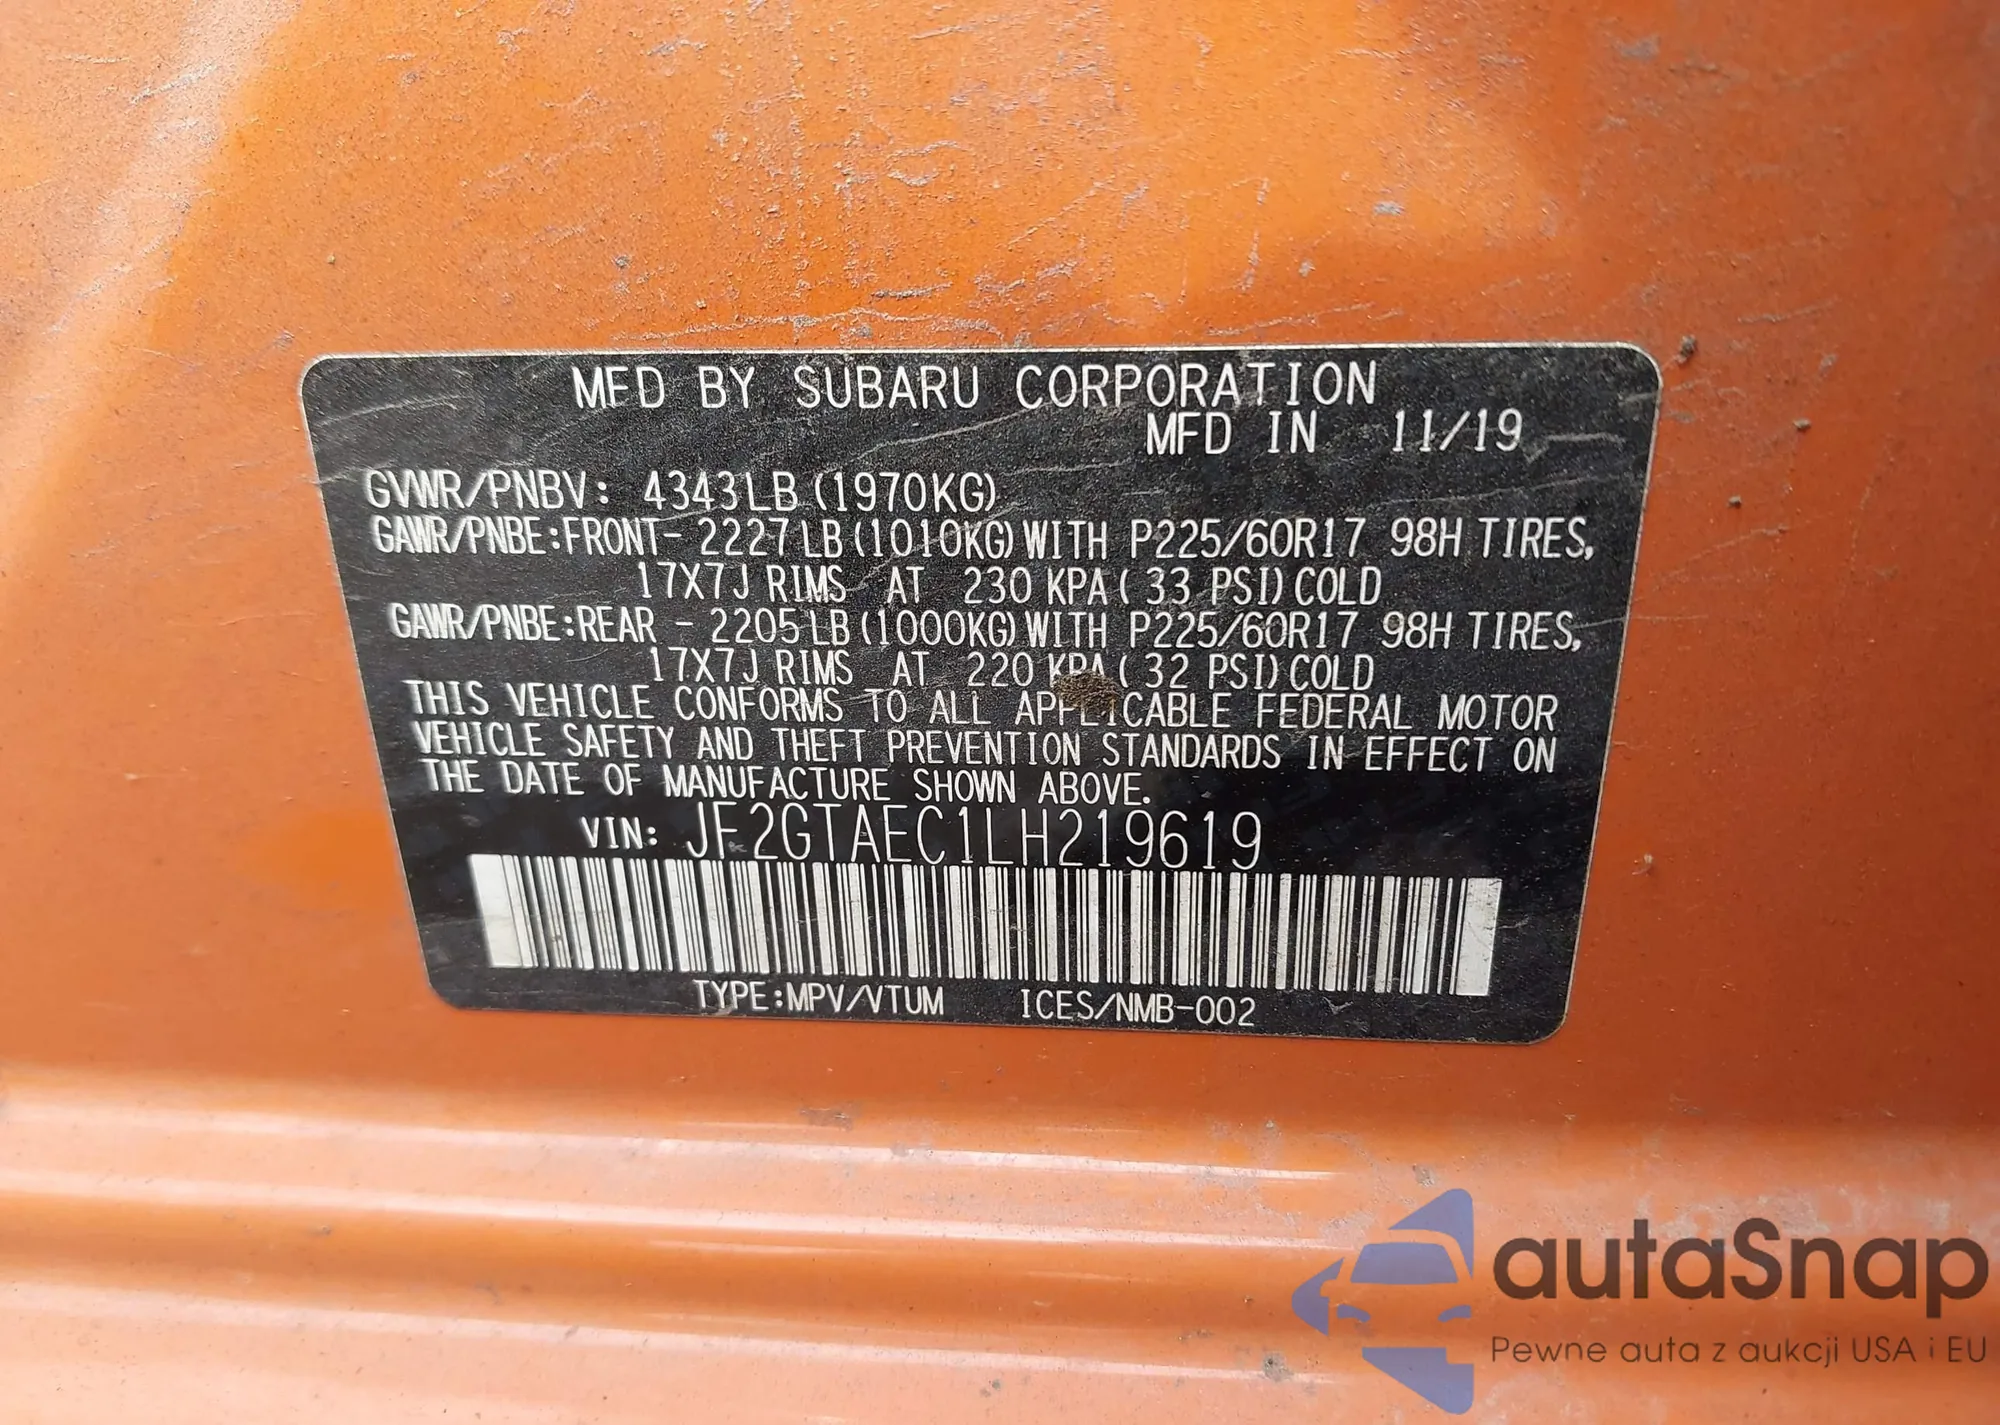 MFD BY SUBARU CORPORATION
MFD IN 11/19
GVWR/PNBV: 4343LB (1970KG)
GAWR/PNBE:FRONT- 2227LB (1010KG) WITH P225/60R17 98H TIRES,
17X7J RIMS AT 230 KPA (33 PSI) COLD
GAWR/PNBE:REAR - 2205LB (1000KG) WITH P225/60R17 98H TIRES,
17X7J RIMS AT 220 KPA (32 PSI) COLD
THIS VEHICLE CONFORMS TO ALL APPLICABLE FEDERAL MOTOR
VEHICLE SAFETY AND THEFT PREVENTION STANDARDS IN EFFECT ON
THE DATE OF MANUFACTURE SHOWN ABOVE.
VIN: JF2GTAEC1LH219619
TYPE:MPV/VTUM ICES/NMB-002
autaSnap
Pewne auta z aukcji USA i EU